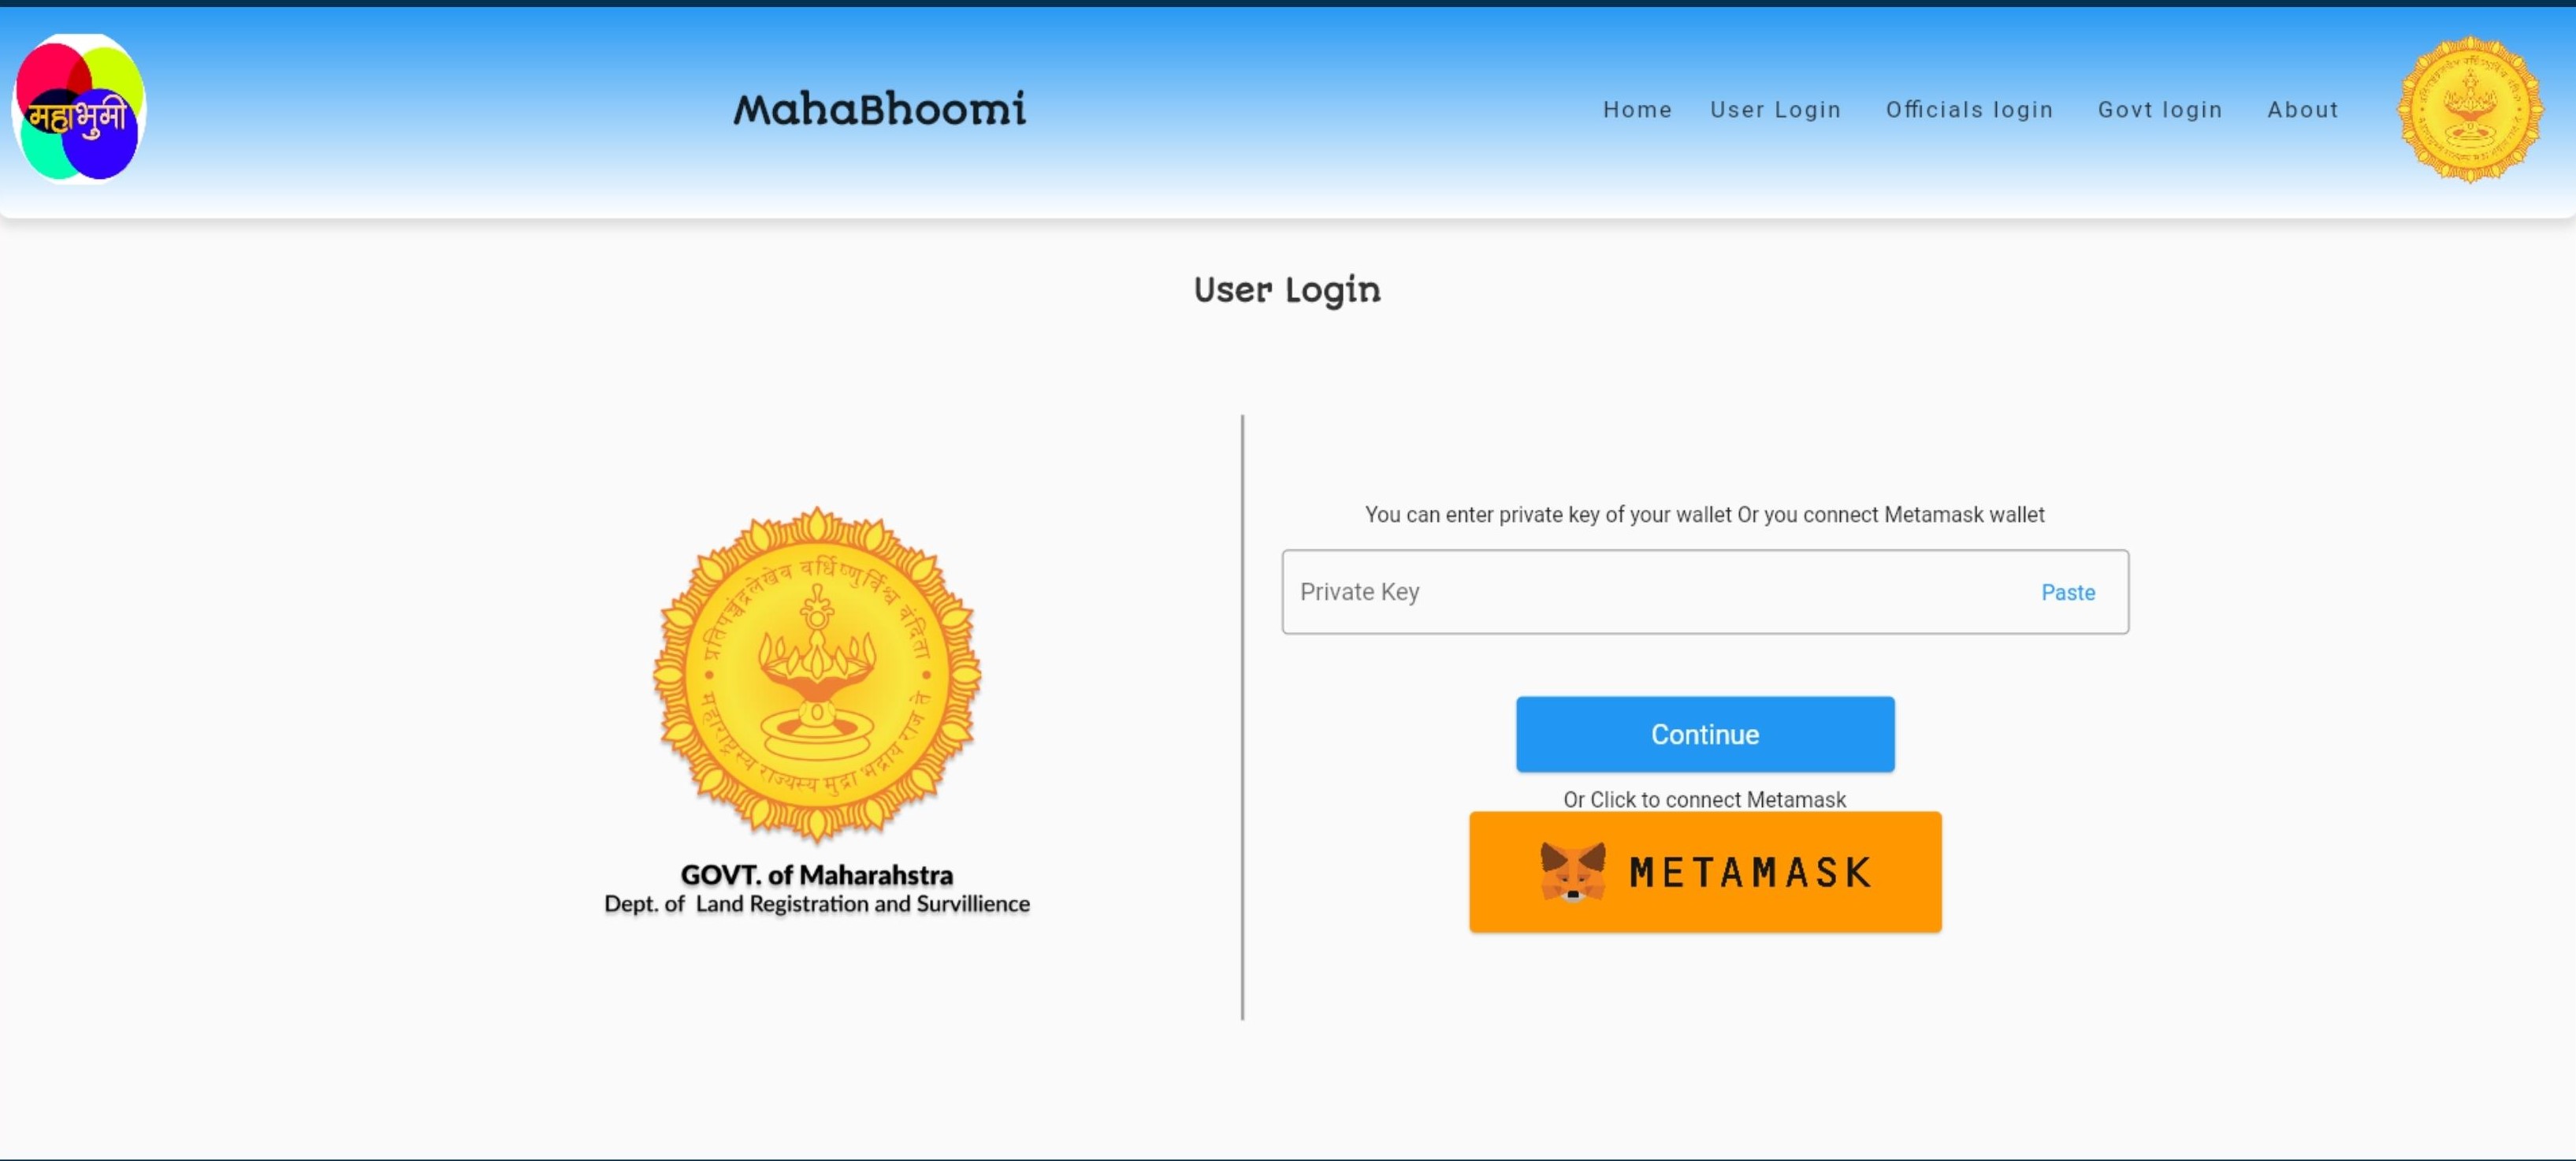 महाभुमी
MahaBhoomi
Home User Login Officials login Govt login About
User Login
प्रतिपच्चंद्रलेखेव वर्धिष्णुर्विश्व वंदिता
महाराष्ट्रस्य राज्यस्य मुद्रा भद्राय राज ते
GOVT. of Maharahstra
Dept. of Land Registration and Survillience
You can enter private key of your wallet Or you connect Metamask wallet
Private Key Paste
Continue
Or Click to connect Metamask
METAMASK